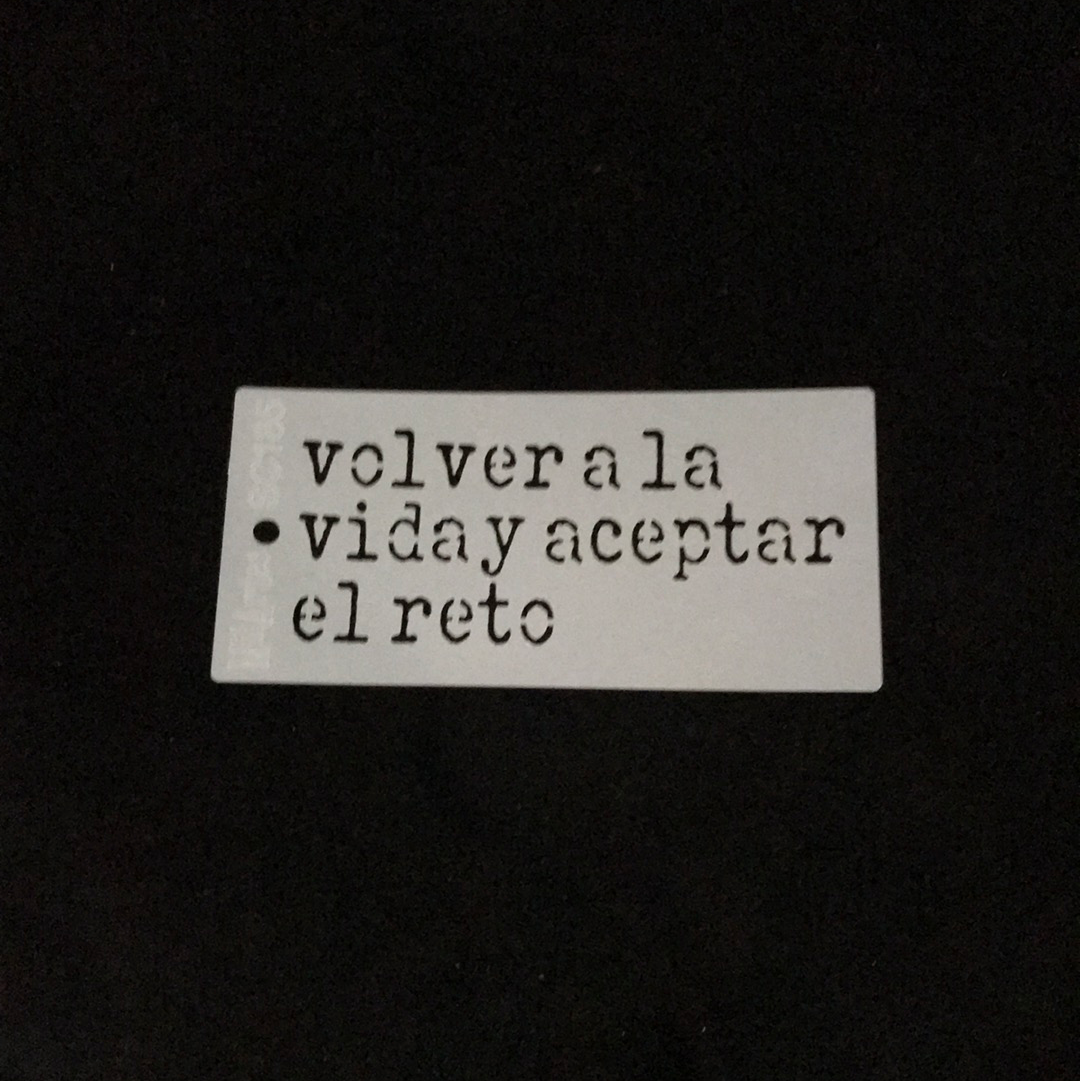 volver a la
vida y aceptar
el reto